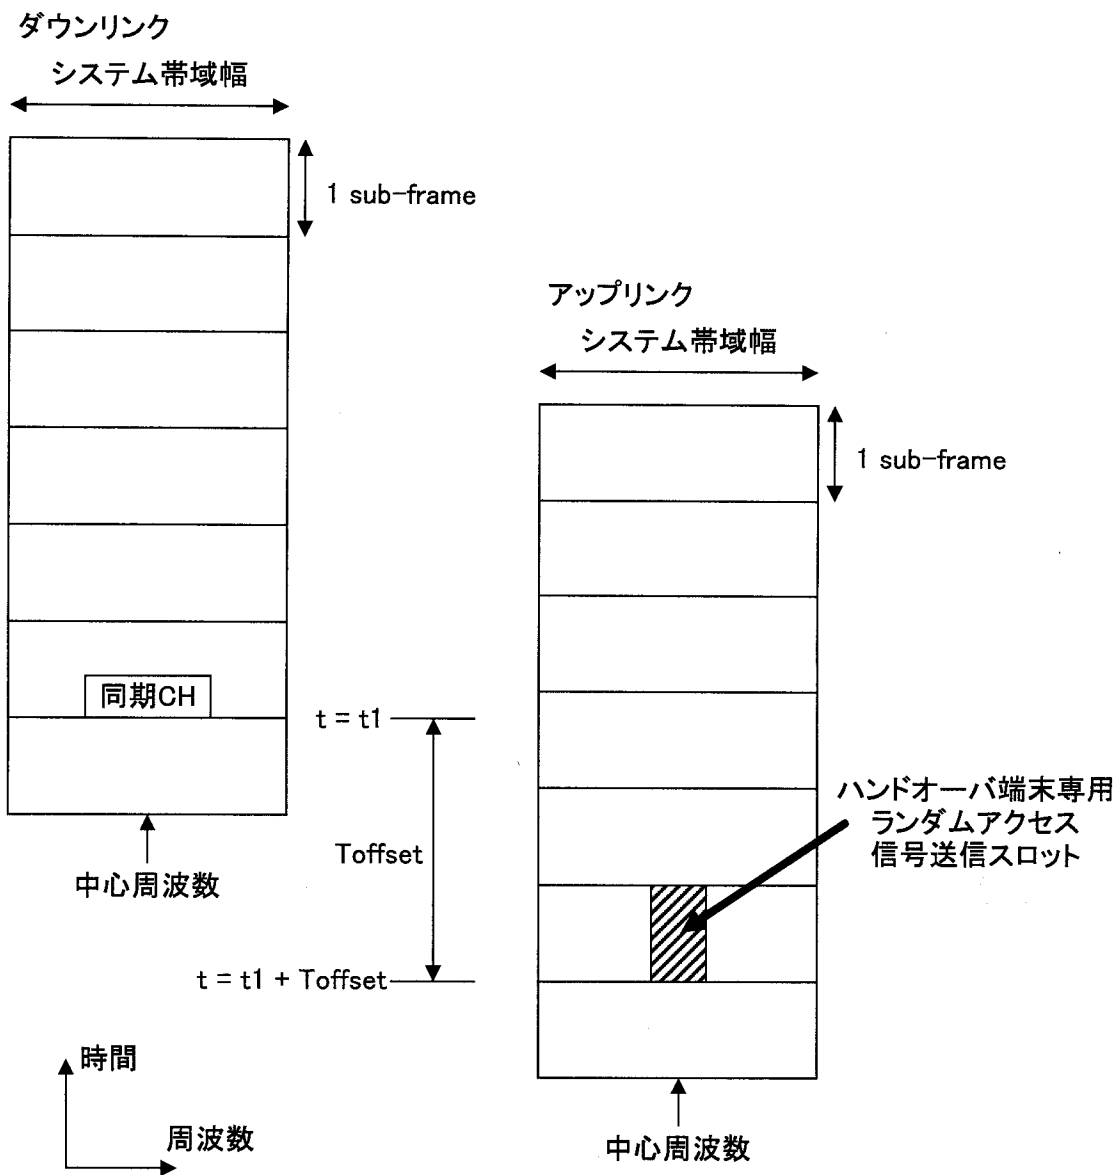 ダウンリンク
システム帯域幅
1 sub-frame
アップリンク
システム帯域幅
1 sub-frame
同期CH
t = t1
ハンドオーバ端末専用
ランダムアクセス
信号送信スロット
Toffset
中心周波数
t = t1 + Toffset
時間
周波数
中心周波数